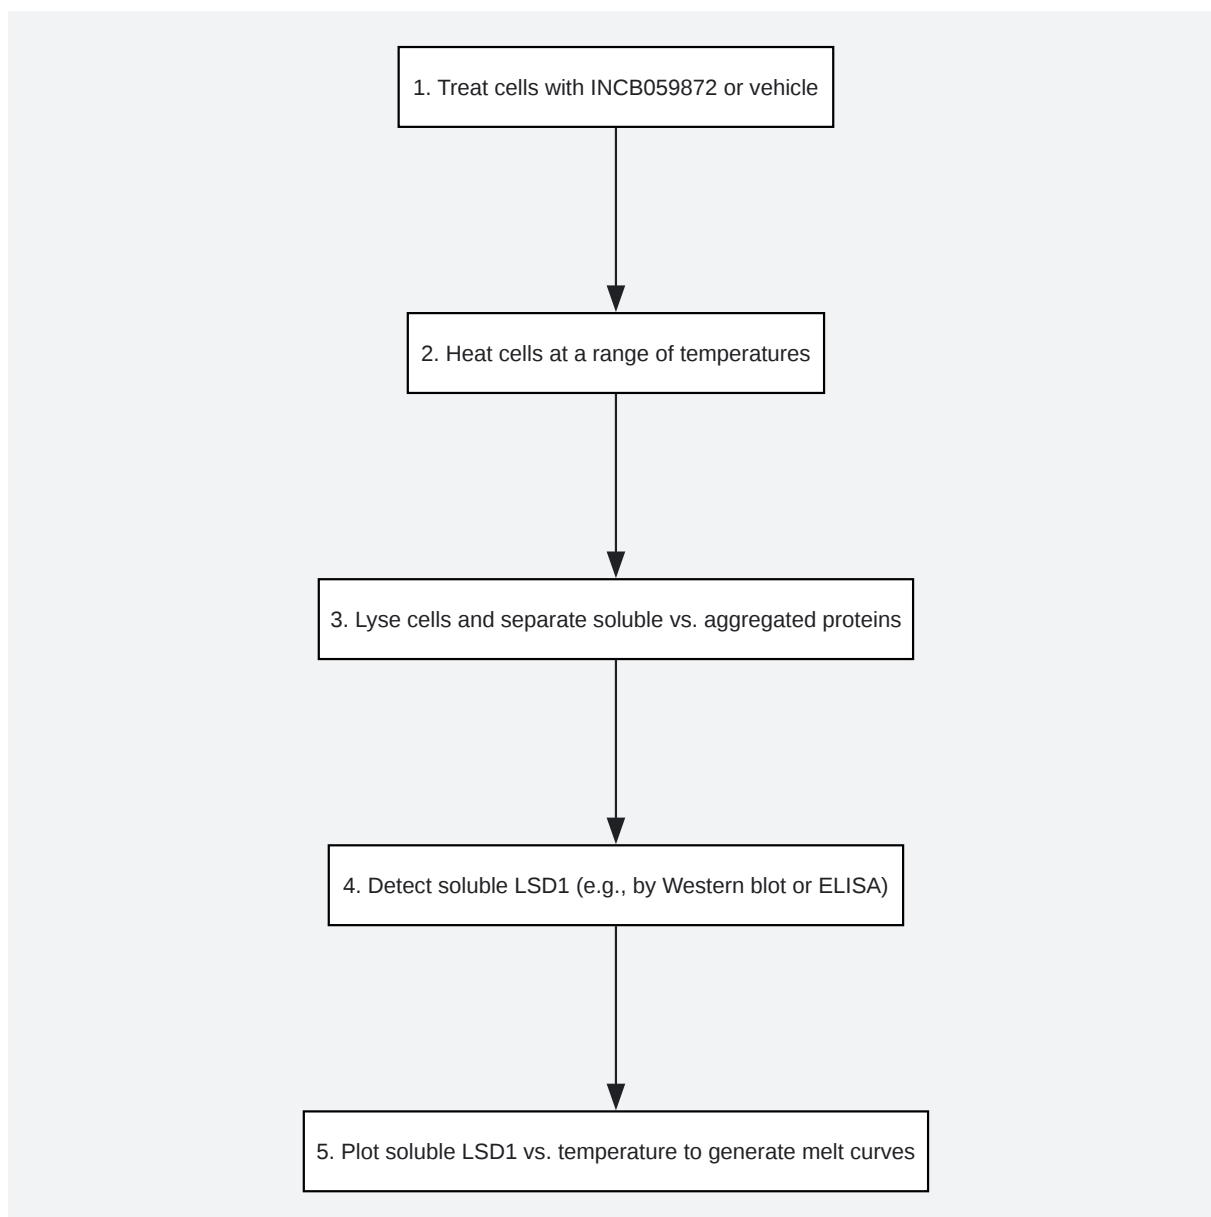 1. Treat cells with INCB059872 or vehicle
2. Heat cells at a range of temperatures
3. Lyse cells and separate soluble vs. aggregated proteins
4. Detect soluble LSD1 (e.g., by Western blot or ELISA)
5. Plot soluble LSD1 vs. temperature to generate melt curves